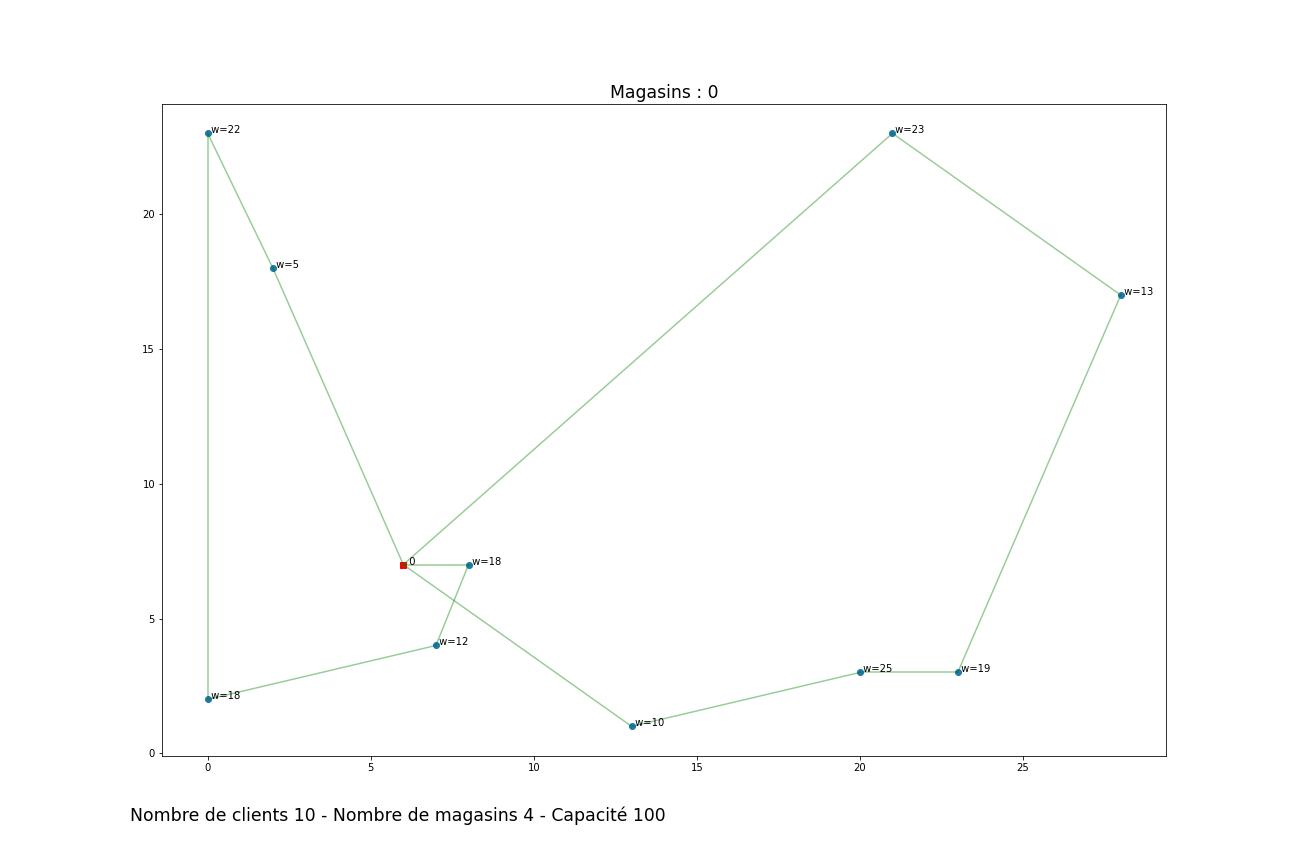 Magasins : 0
w=22
w=23
w=5
w=13
0
w=18
w=12
w=25
w=19
w=18
w=10
20
15
10
5
0
0
5
10
15
20
25
Nombre de clients 10 - Nombre de magasins 4 - Capacité 100